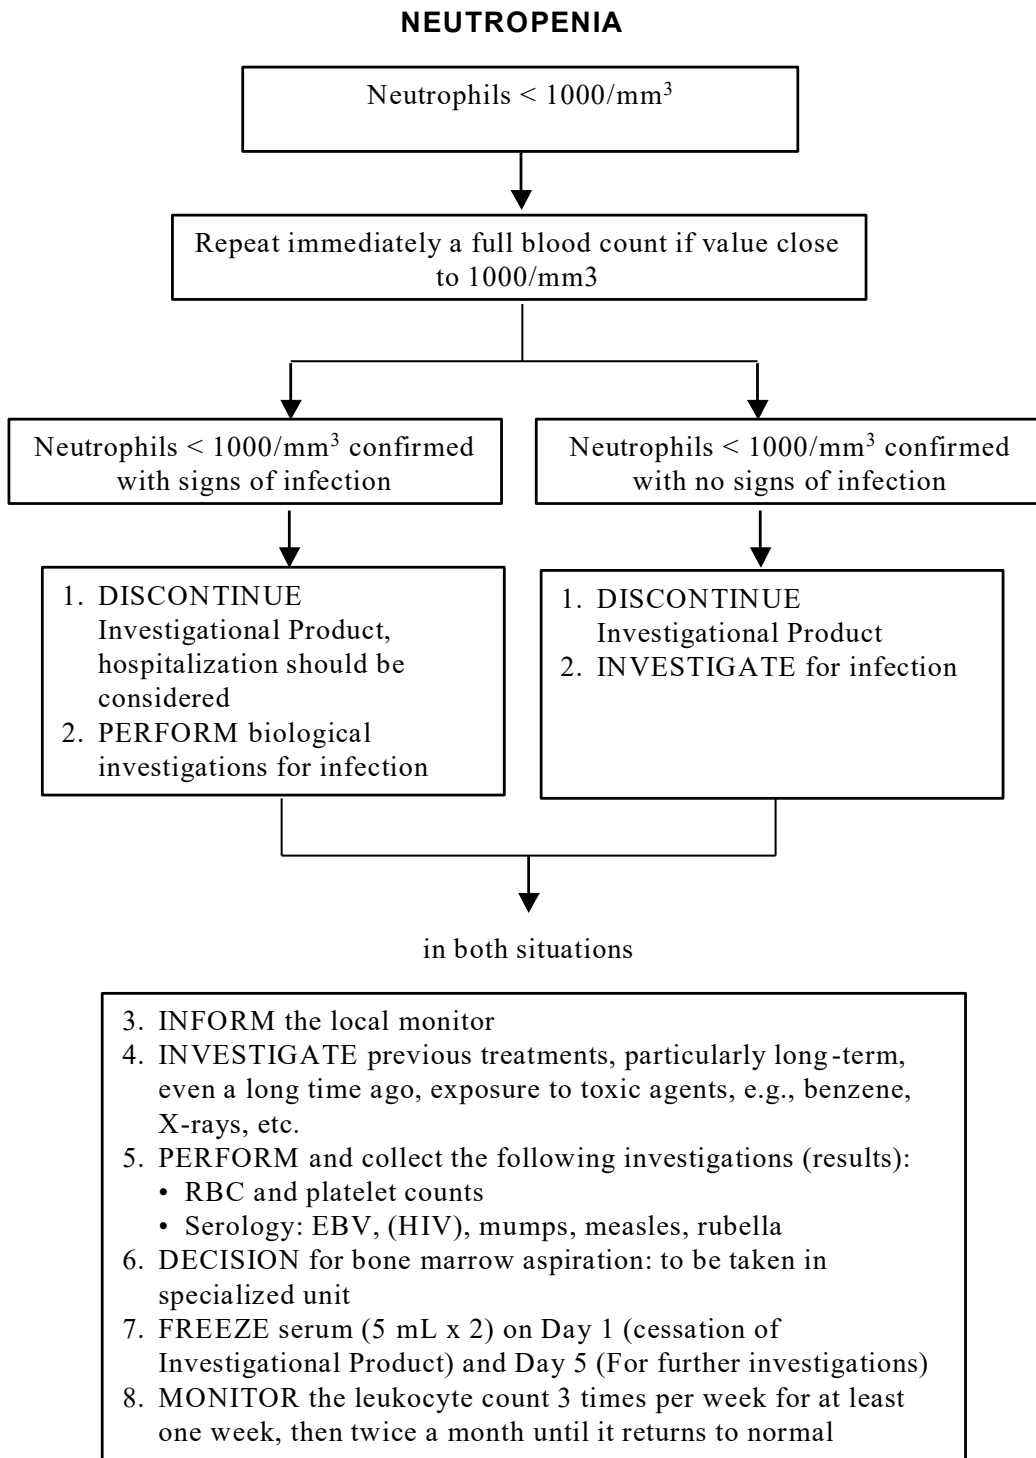 NEUTROPENIA
Neutrophils < 1000/mm³
Repeat immediately a full blood count if value close
to 1000/mm3
Neutrophils < 1000/mm³ confirmed
with signs of infection
Neutrophils < 1000/mm³ confirmed
with no signs of infection
1. DISCONTINUE
Investigational Product,
hospitalization should be
considered
2. PERFORM biological
investigations for infection
1. DISCONTINUE
Investigational Product
2. INVESTIGATE for infection
in both situations
3. INFORM the local monitor
4. INVESTIGATE previous treatments, particularly long-term,
even a long time ago, exposure to toxic agents, e.g., benzene,
X-rays, etc.
5. PERFORM and collect the following investigations (results):
• RBC and platelet counts
• Serology: EBV, (HIV), mumps, measles, rubella
6. DECISION for bone marrow aspiration: to be taken in
specialized unit
7. FREEZE serum (5 mL x 2) on Day 1 (cessation of
Investigational Product) and Day 5 (For further investigations)
8. MONITOR the leukocyte count 3 times per week for at least
one week, then twice a month until it returns to normal